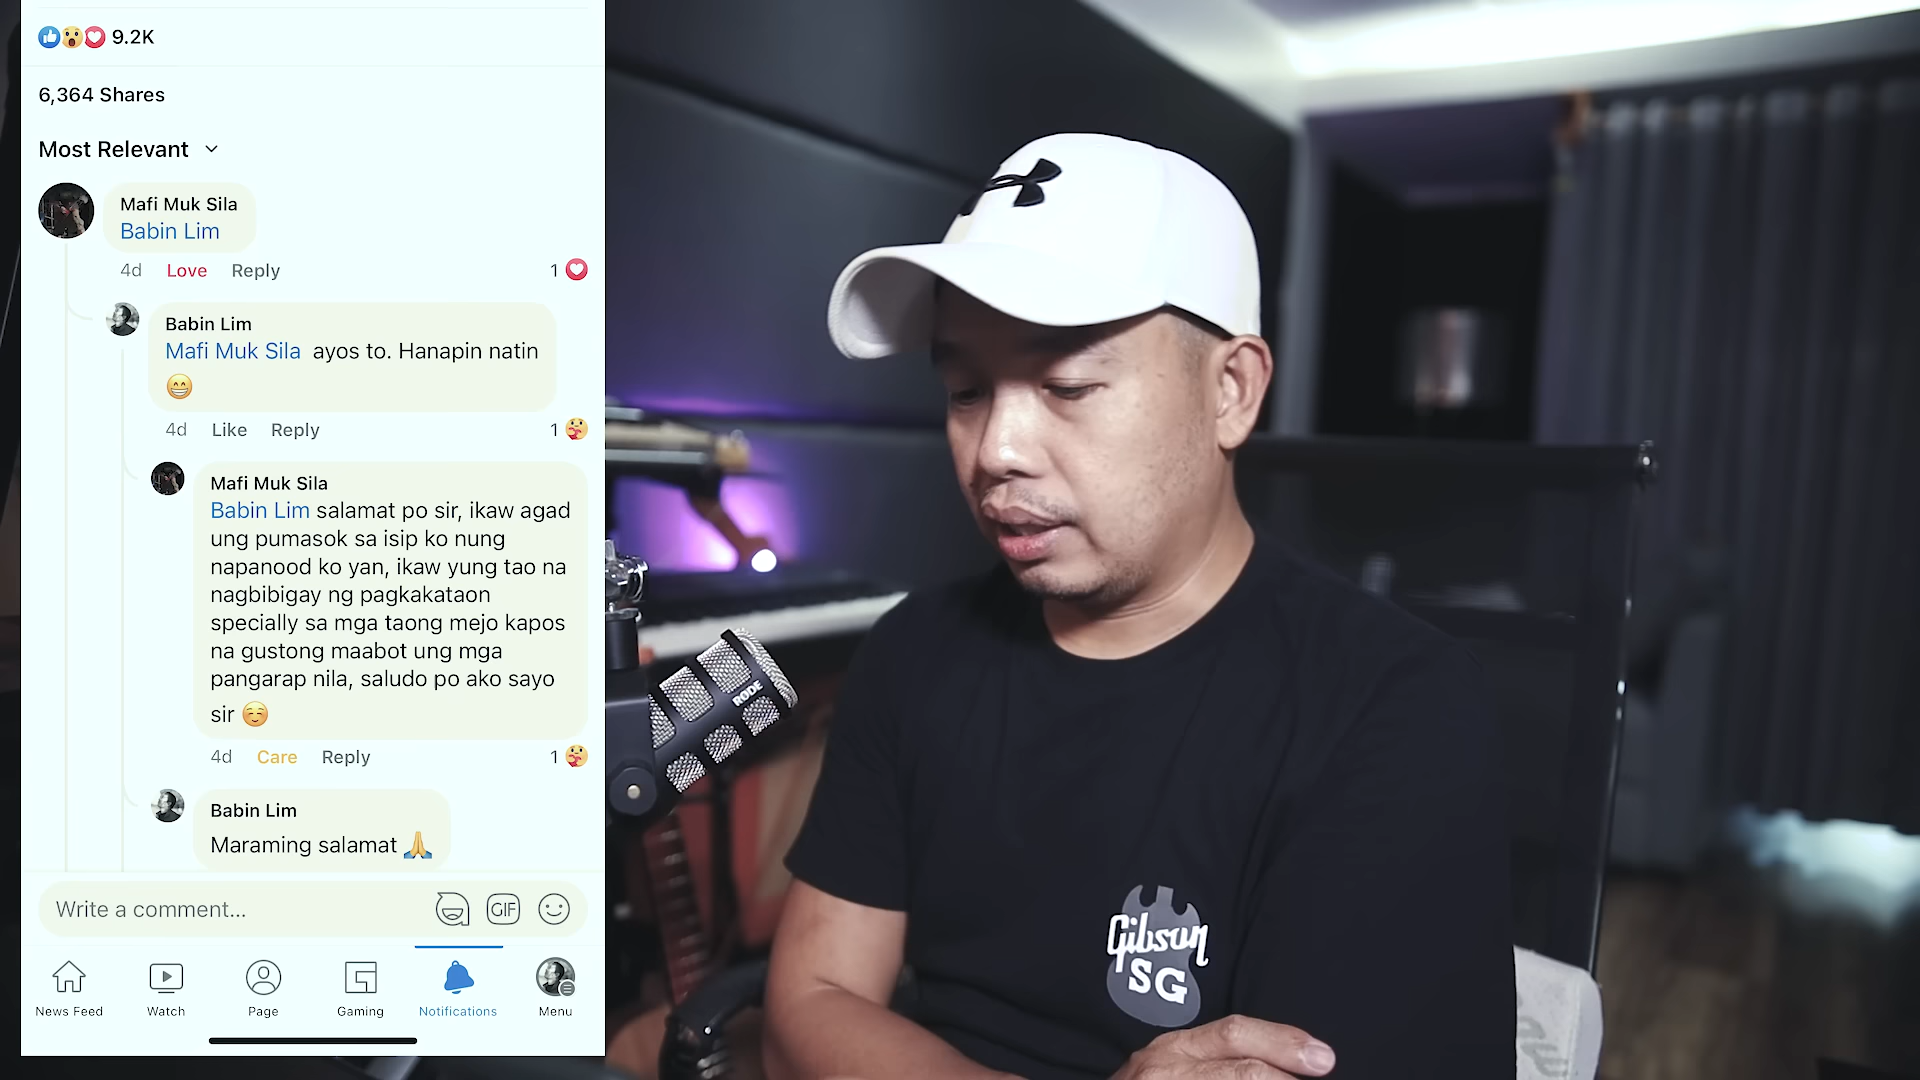 9.2K
6,364 Shares
Most Relevant
Mafi Muk Sila
Babin Lim
4d Love Reply 1
Babin Lim
Mafi Muk Sila ayos to. Hanapin natin
😁
4d Like Reply 1
Mafi Muk Sila
Babin Lim salamat po sir, ikaw agad
ung pumasok sa isip ko nung
napanood ko yan, ikaw yung tao na
nagbibigay ng pagkakataon
specially sa mga taong mejo kapos
na gustong maabot ung mga
pangarap nila, saludo po ako sayo
sir ☺️
4d Care Reply 1
Babin Lim
Maraming salamat 🙏
Write a comment...
GIF
News Feed Watch Page Gaming Notifications Menu
RODE
Gibson
SG